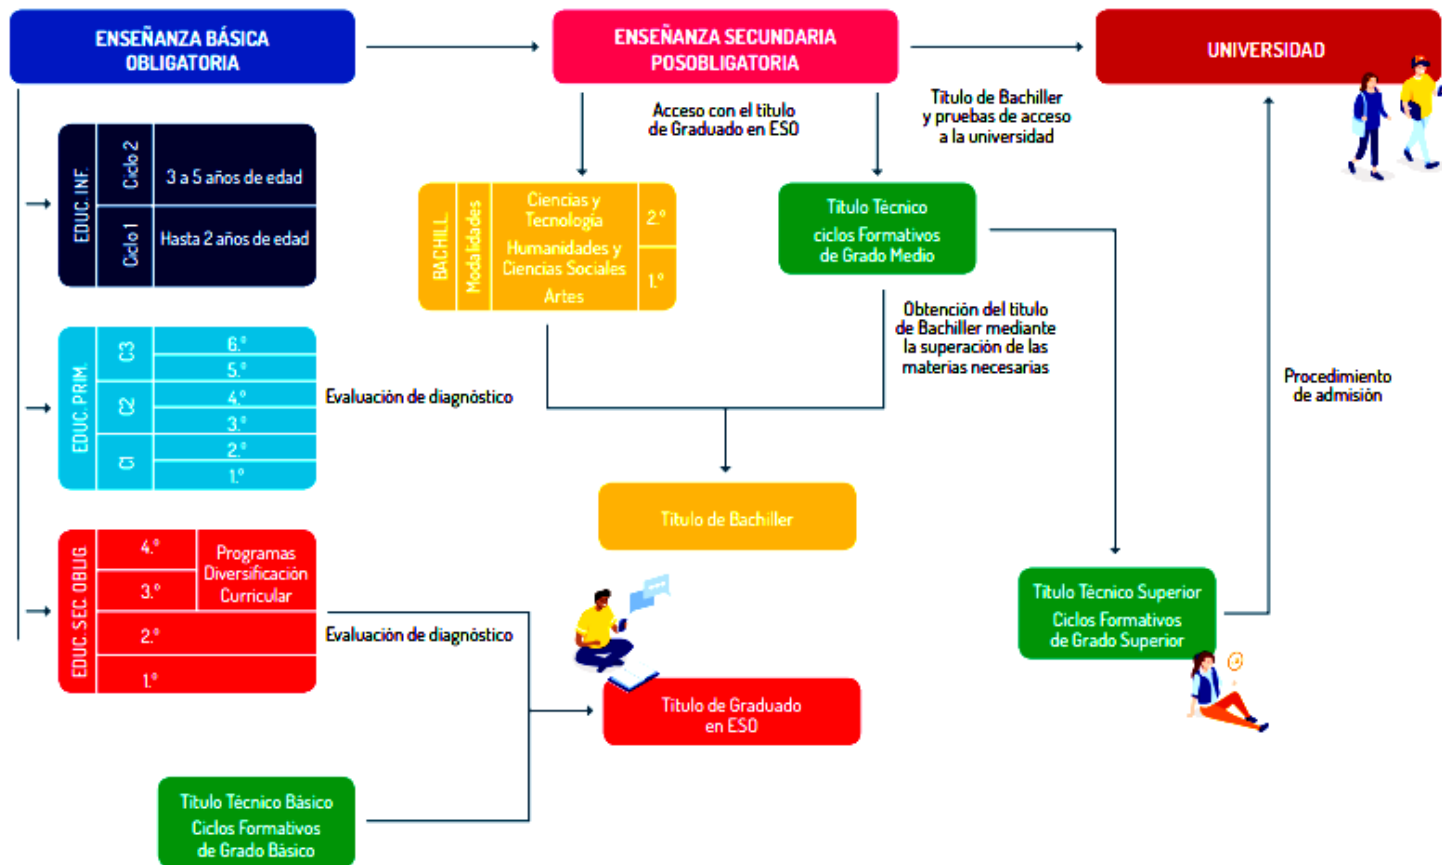 ENSEÑANZA BÁSICA
OBLIGATORIA
ENSEÑANZA SECUNDARIA
POSOBLIGATORIA
UNIVERSIDAD
Acceso con el título
de Graduado en ESO
Título de Bachiller
y pruebas de acceso
a la universidad
EDUC. INF.
Ciclo 2
3 a 5 años de edad
Ciclo 1
Hasta 2 años de edad
BACHILL.
Modalidades
Ciencias y
Tecnología
Humanidades y
Ciencias Sociales
Artes
2.º
1.º
Título Técnico
ciclos Formativos
de Grado Medio
Obtención del título
de Bachiller mediante
la superación de las
materias necesarias
Procedimiento
de admisión
EDUC. PRIM.
C3
6.º
5.º
C2
4.º
3.º
C1
2.º
1.º
Evaluación de diagnóstico
Título de Bachiller
EDUC. SEC. OBLIG.
4.º
3.º
Programas
Diversificación
Curricular
2.º
1.º
Evaluación de diagnóstico
Título Técnico Superior
Ciclos Formativos
de Grado Superior
Título de Graduado
en ESO
Título Técnico Básico
Ciclos Formativos
de Grado Básico